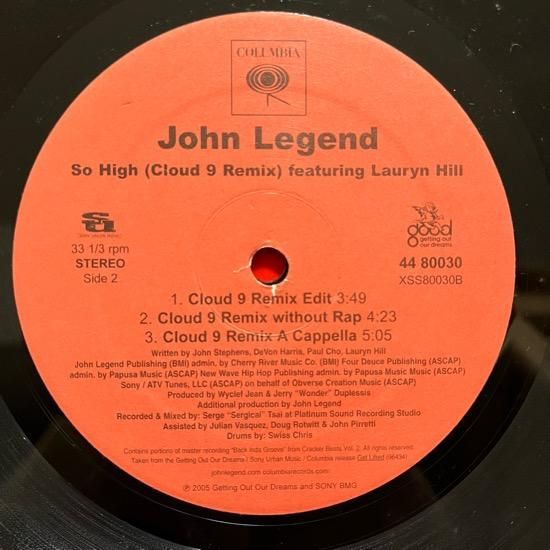 COLUMBIA
John Legend
So High (Cloud 9 Remix) featuring Lauryn Hill
su
SONY URBAN MUSIC
good
getting out
our dreams
33 1/3 rpm
STEREO
Side 2
44 80030
XSS80030B
1. Cloud 9 Remix Edit 3:49
2. Cloud 9 Remix without Rap 4:23
3. Cloud 9 Remix A Cappella 5:05
Written by John Stephens, DeVon Harris, Paul Cho, Lauryn Hill
John Legend Publishing (BMI) admin. by Cherry River Music Co. (BMI) Four Deuce Publishing (ASCAP)
admin. by Papusa Music (ASCAP) New Wave Hip Hop Publishing admin. by Papusa Music Music (ASCAP)
Sony / ATV Tunes, LLC (ASCAP) on behalf of Obverse Creation Music (ASCAP)
Produced by Wyclef Jean & Jerry "Wonder" Duplessis
Additional production by John Legend
Recorded & Mixed by: Serge "Sergical" Tsai at Platinum Sound Recording Studio
Assisted by Julian Vasquez, Doug Rotwitt & John Pirretti
Drums by: Swiss Chris
Contains portions of master recording "Back Inda Groove" from Cracker Beats Vol. 2. All rights reserved.
Taken from the Getting Out Our Dreams / Sony Urban Music / Columbia release Get Lifted (96434)
johnlegend.com columbiarecords.com
℗ 2005 Getting Out Our Dreams and SONY BMG